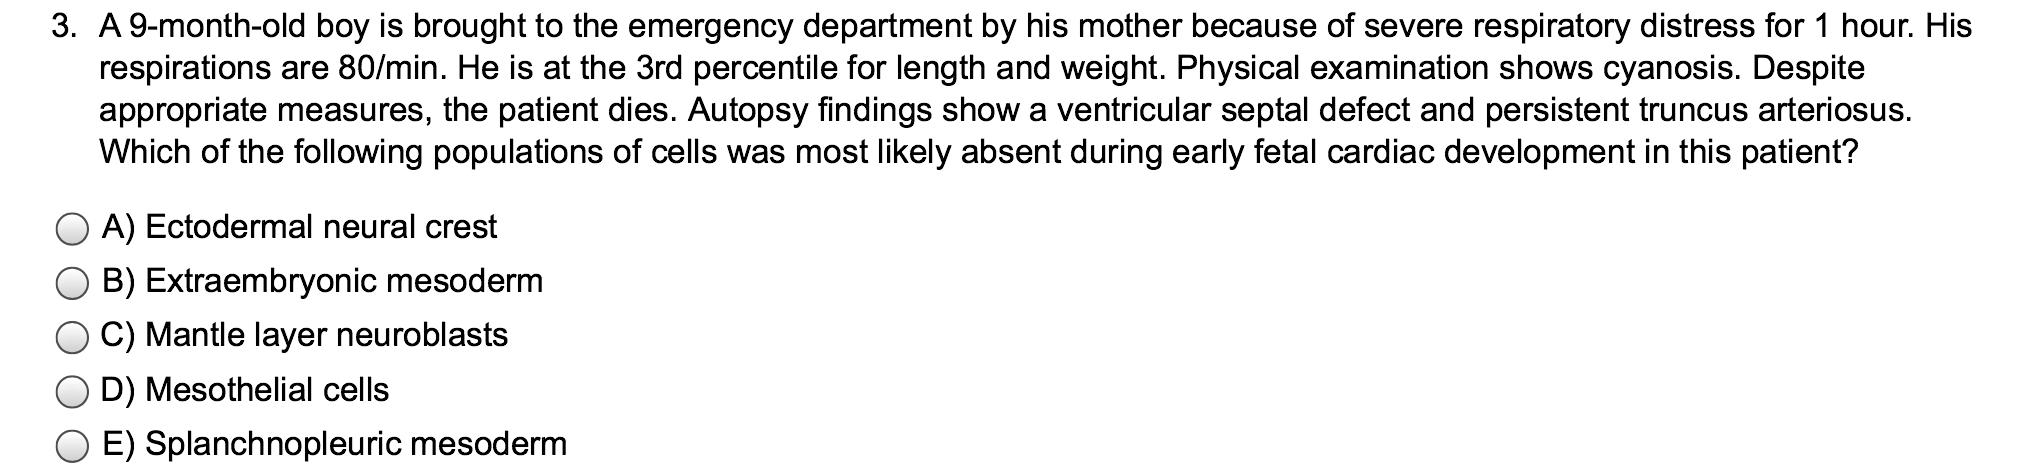 3. A 9-month-old boy is brought to the emergency department by his mother because of severe respiratory distress for 1 hour. His
respirations are 80/min. He is at the 3rd percentile for length and weight. Physical examination shows cyanosis. Despite
appropriate measures, the patient dies. Autopsy findings show a ventricular septal defect and persistent truncus arteriosus.
Which of the following populations of cells was most likely absent during early fetal cardiac development in this patient?
A) Ectodermal neural crest
B) Extraembryonic mesoderm
C) Mantle layer neuroblasts
D) Mesothelial cells
E) Splanchnopleuric mesoderm